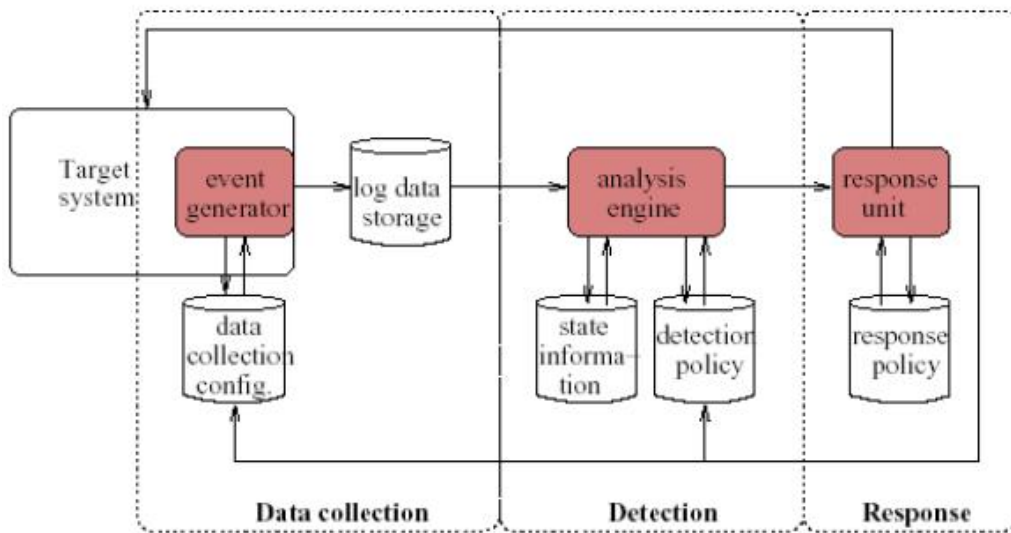 Target
system
event
generator
log data
storage
analysis
engine
response
unit
data
collection
config.
state
informa-
tion
detection
policy
response
policy
Data collection
Detection
Response